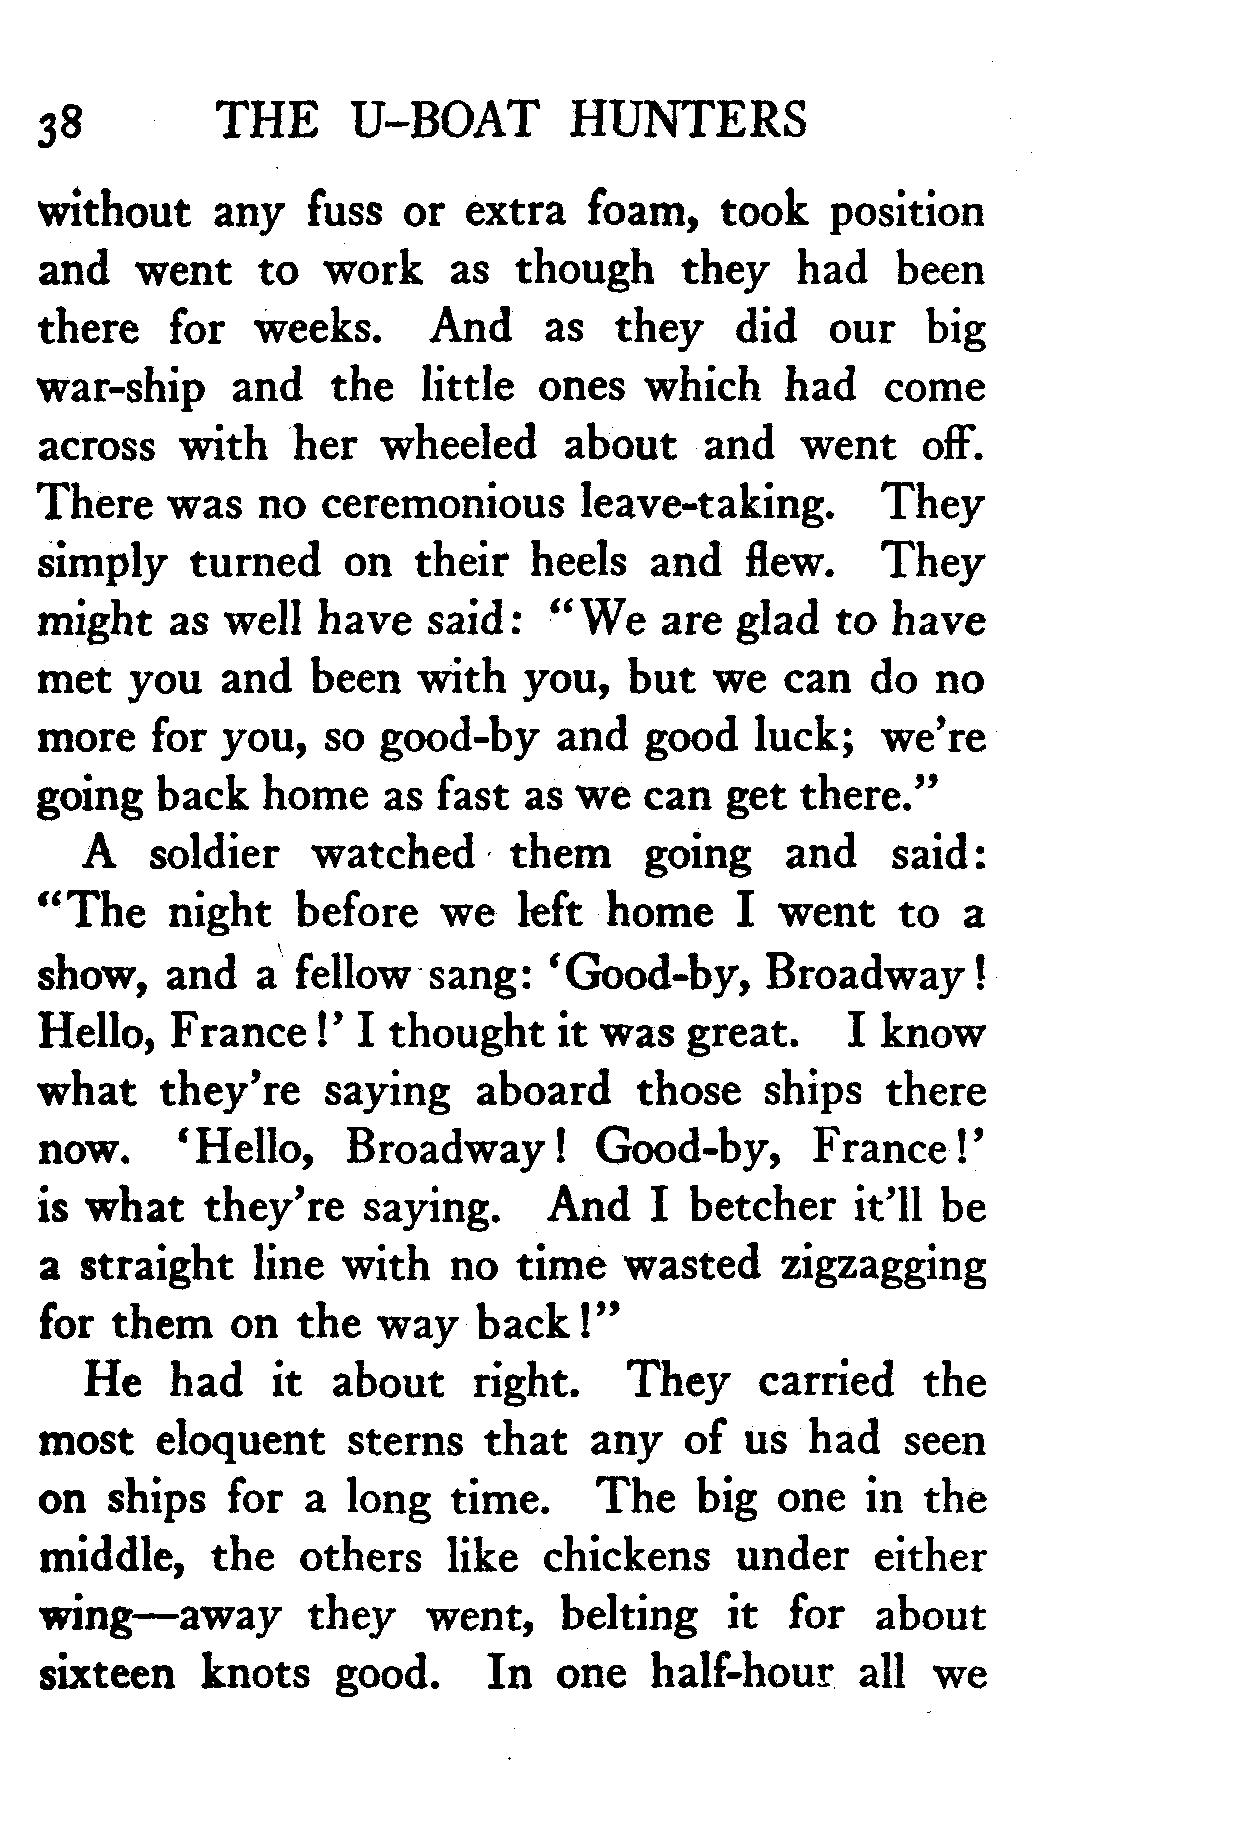 38 THE U-BOAT HUNTERS
without any fuss or extra foam, took position
and went to work as though they had been
there for weeks. And as they did our big
war-ship and the little ones which had come
across with her wheeled about and went off.
There was no ceremonious leave-taking. They
simply turned on their heels and flew. They
might as well have said: "We are glad to have
met you and been with you, but we can do no
more for you, so good-by and good luck; we're
going back home as fast as we can get there."
A soldier watched them going and said:
"The night before we left home I went to a
show, and a fellow sang: 'Good-by, Broadway!
Hello, France!' I thought it was great. I know
what they're saying aboard those ships there
now. 'Hello, Broadway! Good-by, France!'
is what they're saying. And I betcher it'll be
a straight line with no time wasted zigzagging
for them on the way back!"
He had it about right. They carried the
most eloquent sterns that any of us had seen
on ships for a long time. The big one in the
middle, the others like chickens under either
wing—away they went, belting it for about
sixteen knots good. In one half-hour all we